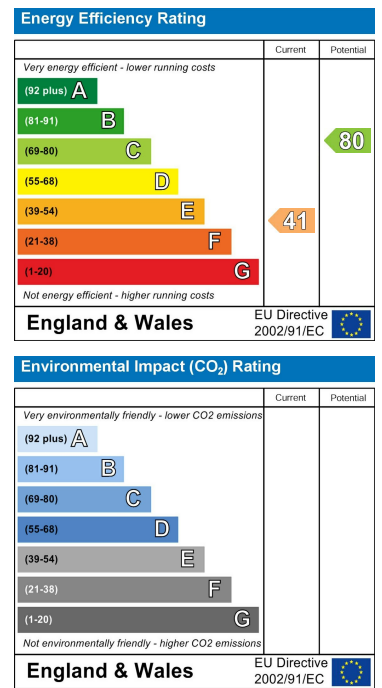 Energy Efficiency Rating
Current Potential
Very energy efficient - lower running costs
(92 plus) A
(81-91) B
(69-80) C
(55-68) D
(39-54) E
(21-38) F
(1-20) G
80
41
Not energy efficient - higher running costs
England & Wales
EU Directive
2002/91/EC
Environmental Impact (CO₂) Rating
Current Potential
Very environmentally friendly - lower CO2 emissions
(92 plus) A
(81-91) B
(69-80) C
(55-68) D
(39-54) E
(21-38) F
(1-20) G
Not environmentally friendly - higher CO2 emissions
England & Wales
EU Directive
2002/91/EC